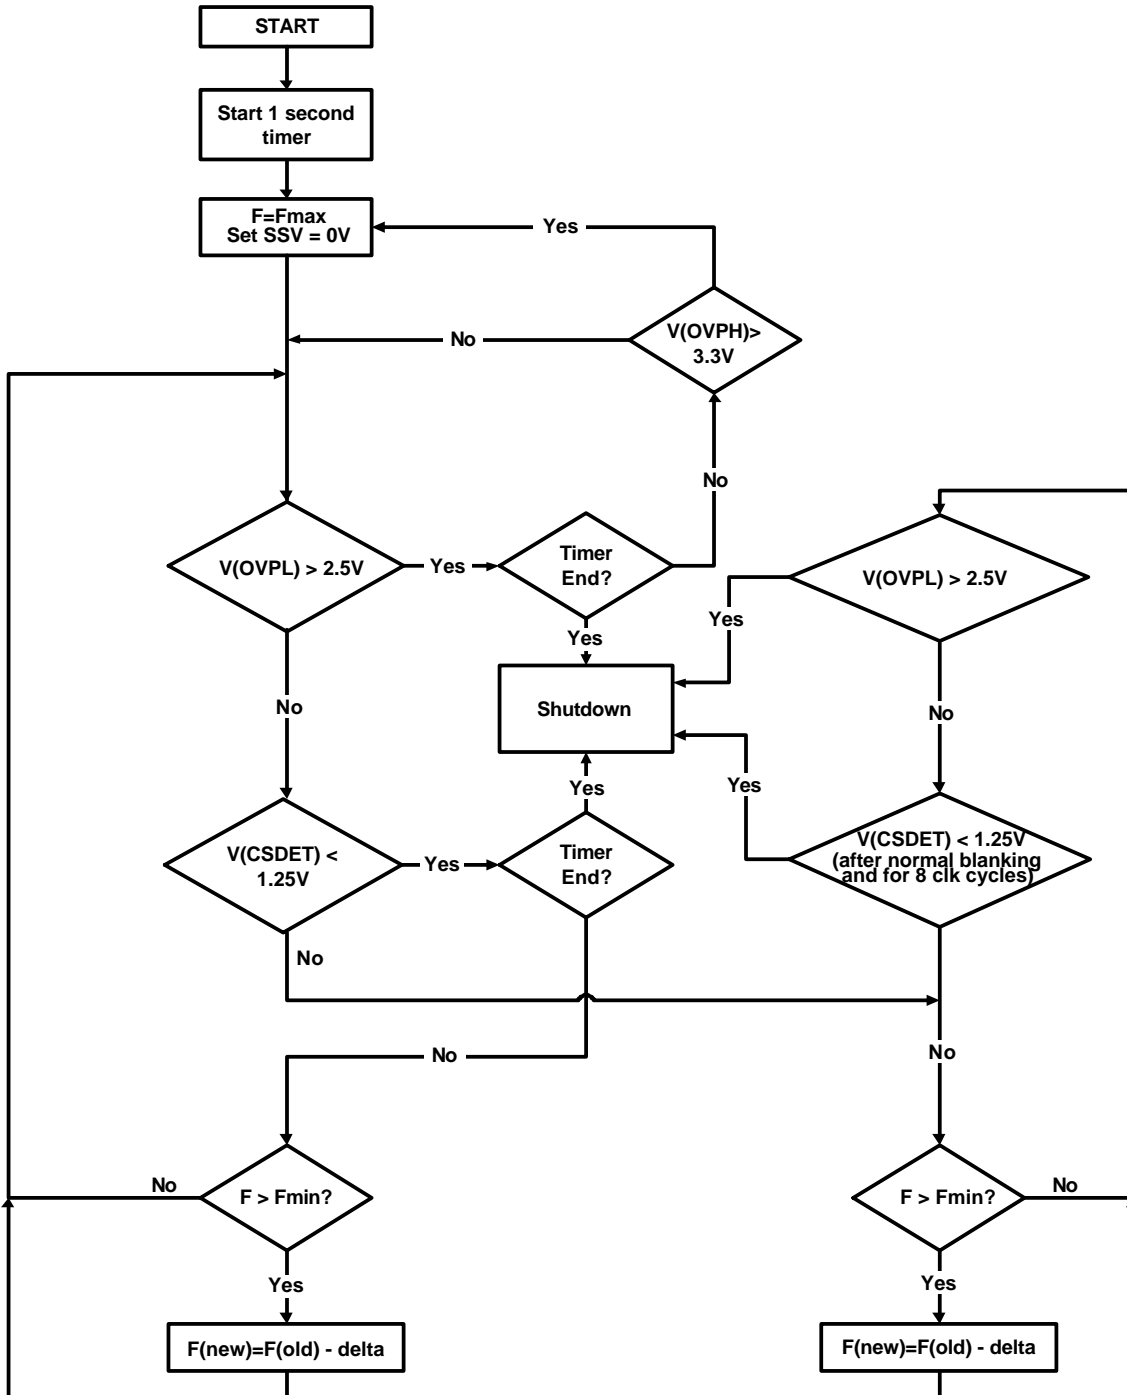 START
Start 1 second
timer
F=Fmax
Set SSV = 0V
Yes
V(OVPH)>
3.3V
No
No
V(OVPL) > 2.5V
Yes
Timer
End?
Yes
V(OVPL) > 2.5V
Yes
No
Shutdown
No
Yes
Yes
V(CSDET) <
1.25V
Yes
Timer
End?
V(CSDET) < 1.25V
(after normal blanking
and for 8 clk cycles)
No
No
No
No
F > Fmin?
F > Fmin?
No
Yes
Yes
F(new)=F(old) - delta
F(new)=F(old) - delta